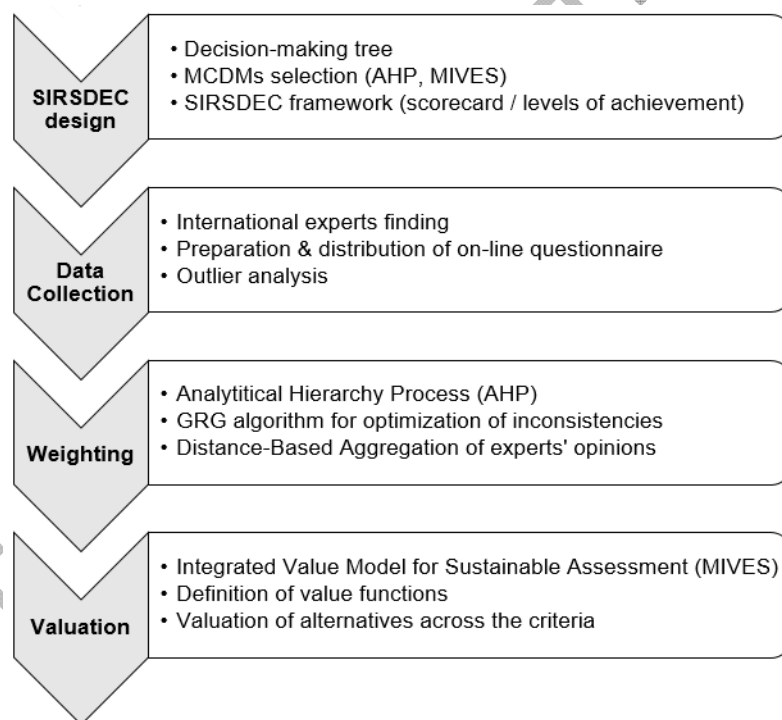 SIRSDEC
design
• Decision-making tree
• MCDMs selection (AHP, MIVES)
• SIRSDEC framework (scorecard / levels of achievement)
Data
Collection
• International experts finding
• Preparation & distribution of on-line questionnaire
• Outlier analysis
Weighting
• Analytitical Hierarchy Process (AHP)
• GRG algorithm for optimization of inconsistencies
• Distance-Based Aggregation of experts' opinions
Valuation
• Integrated Value Model for Sustainable Assessment (MIVES)
• Definition of value functions
• Valuation of alternatives across the criteria